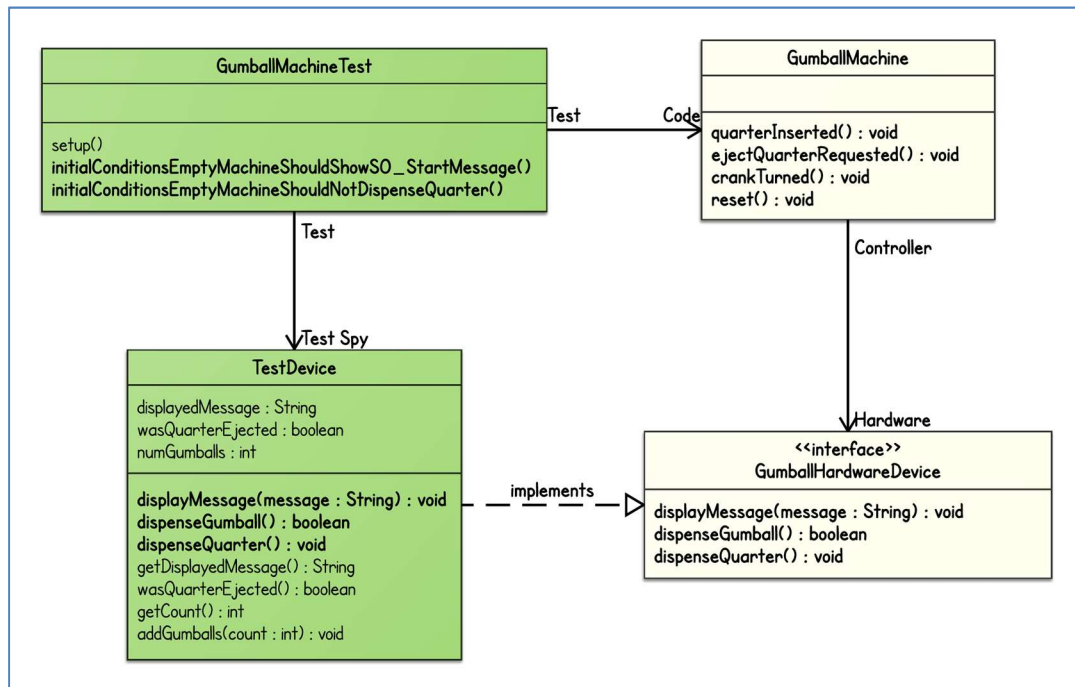 GumballMachineTest
setup()
initialConditionsEmptyMachineShouldShowSO_StartMessage()
initialConditionsEmptyMachineShouldNotDispenseQuarter()
Test
Code
GumballMachine
quarterInserted() : void
ejectQuarterRequested() : void
crankTurned() : void
reset() : void
Test
Controller
Test Spy
TestDevice
displayedMessage : String
wasQuarterEjected : boolean
numGumballs : int
displayMessage(message : String) : void
dispenseGumball() : boolean
dispenseQuarter() : void
getDisplayedMessage() : String
wasQuarterEjected() : boolean
getCount() : int
addGumballs(count : int) : void
implements
Hardware
<<interface>>
GumballHardwareDevice
displayMessage(message : String) : void
dispenseGumball() : boolean
dispenseQuarter() : void